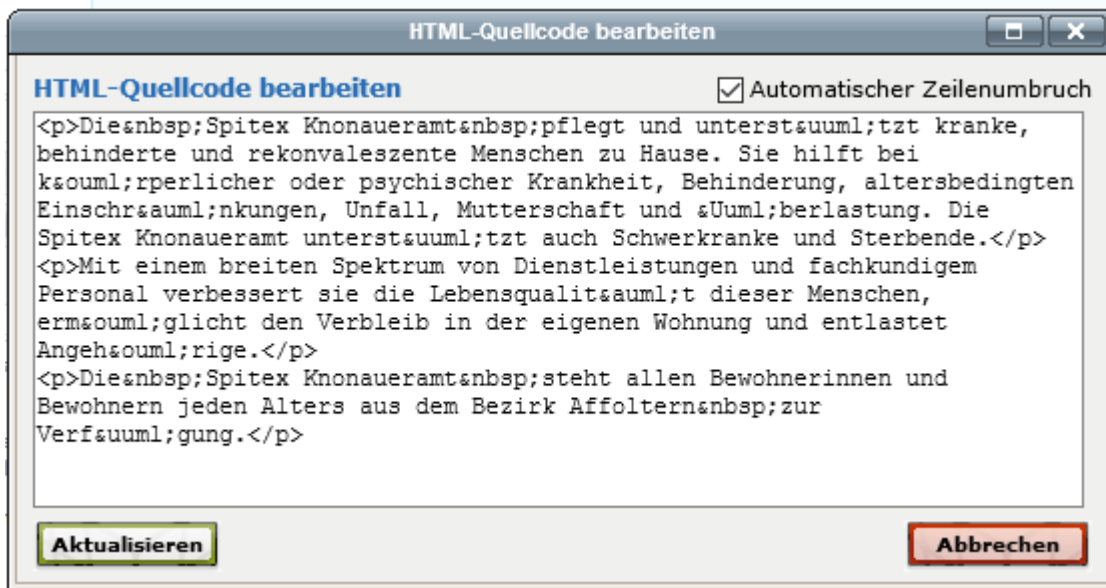 HTML-Quellcode bearbeiten
HTML-Quellcode bearbeiten
Automatischer Zeilenumbruch
<p>Die&nbsp;Spitex Knonaueramt&nbsp;pflegt und unterst&uuml;tzt kranke,
behinderte und rekonvaleszente Menschen zu Hause. Sie hilft bei
k&ouml;rperlicher oder psychischer Krankheit, Behinderung, altersbedingten
Einschr&auml;nkungen, Unfall, Mutterschaft und &Uuml;berlastung. Die
Spitex Knonaueramt unterst&uuml;tzt auch Schwerkranke und Sterbende.</p>
<p>Mit einem breiten Spektrum von Dienstleistungen und fachkundigem
Personal verbessert sie die Lebensqualit&auml;t dieser Menschen,
erm&ouml;glicht den Verbleib in der eigenen Wohnung und entlastet
Angeh&ouml;rige.</p>
<p>Die&nbsp;Spitex Knonaueramt&nbsp;steht allen Bewohnerinnen und
Bewohnern jeden Alters aus dem Bezirk Affoltern&nbsp;zur
Verf&uuml;gung.</p>
Aktualisieren
Abbrechen